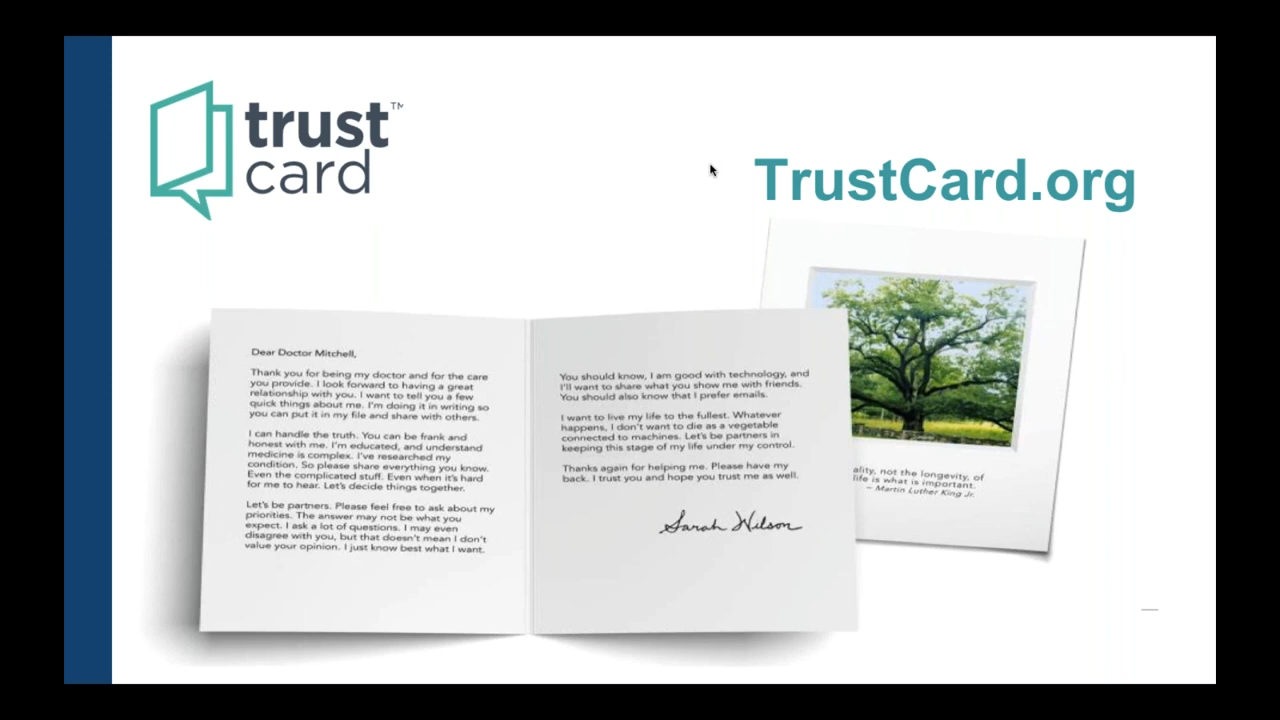 trust™
card
TrustCard.org
Dear Doctor Mitchell,
Thank you for being my doctor and for the care
you provide. I look forward to having a great
relationship with you. I want to tell you a few
quick things about me. I'm doing it in writing so
you can put it in my file and share with others.
I can handle the truth. You can be frank and
honest with me. I'm educated, and understand
medicine is complex. I've researched my
condition. So please share everything you know.
Even the complicated stuff. Even when it's hard
for me to hear. Let's decide things together.
Let's be partners. Please feel free to ask about my
priorities. The answer may not be what you
expect. I ask a lot of questions. I may even
disagree with you, but that doesn't mean I don't
value your opinion. I just know best what I want.
You should know, I am good with technology, and
I'll want to share what you show me with friends.
You should also know that I prefer emails.
I want to live my life to the fullest. Whatever
happens, I don't want to die as a vegetable
connected to machines. Let's be partners in
keeping this stage of my life under my control.
Thanks again for helping me. Please have my
back. I trust you and hope you trust me as well.
Sarah Wilson
ality, not the longevity, of
life is what is important.
– Martin Luther King Jr.